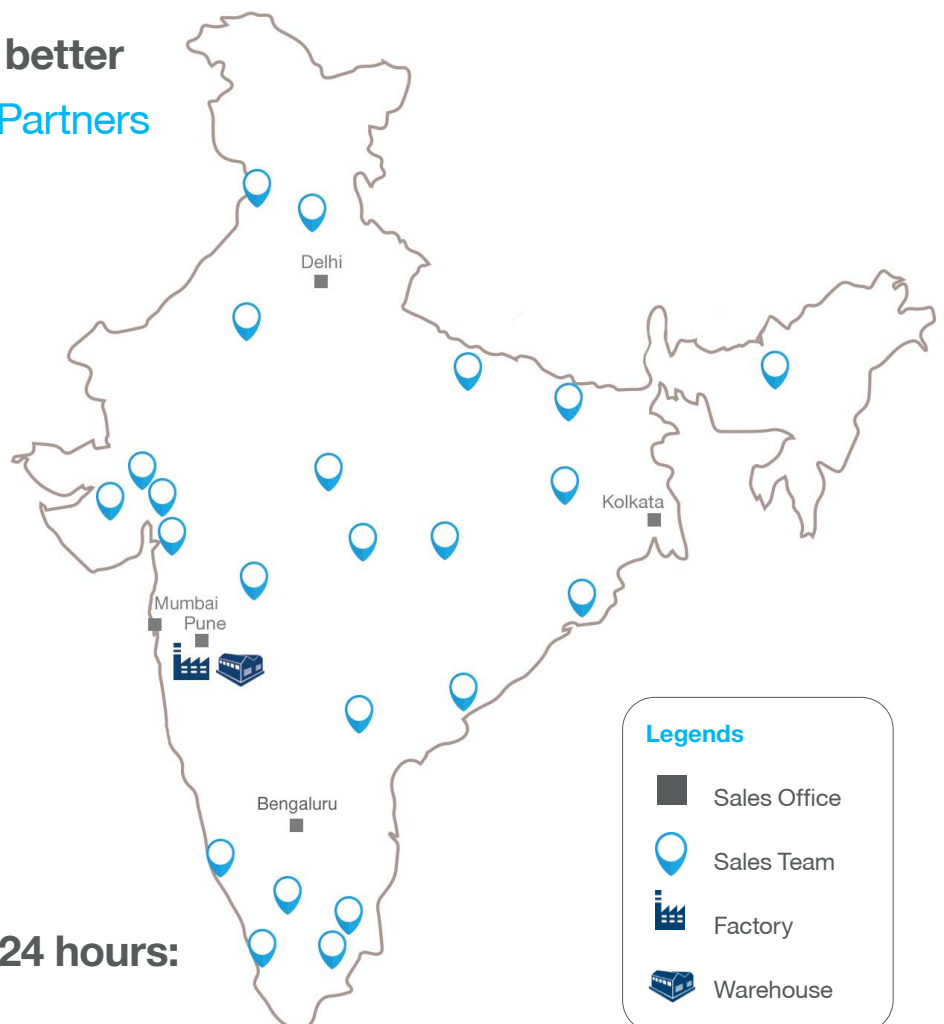 better
Partners
Delhi
Kolkata
Mumbai
Pune
Bengaluru
24 hours:
Legends
Sales Office
Sales Team
Factory
Warehouse